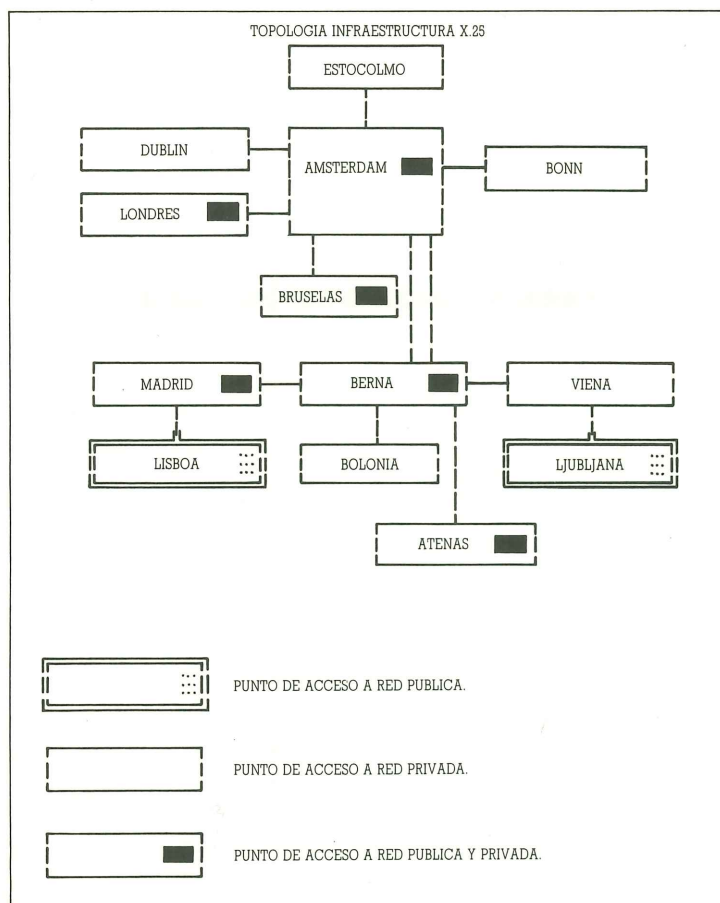 TOPOLOGIA INFRAESTRUCTURA X.25
ESTOCOLMO
DUBLIN
AMSTERDAM
BONN
LONDRES
BRUSELAS
MADRID
BERNA
VIENA
LISBOA
BOLONIA
LJUBLJANA
ATENAS
PUNTO DE ACCESO A RED PUBLICA.
PUNTO DE ACCESO A RED PRIVADA.
PUNTO DE ACCESO A RED PUBLICA Y PRIVADA.